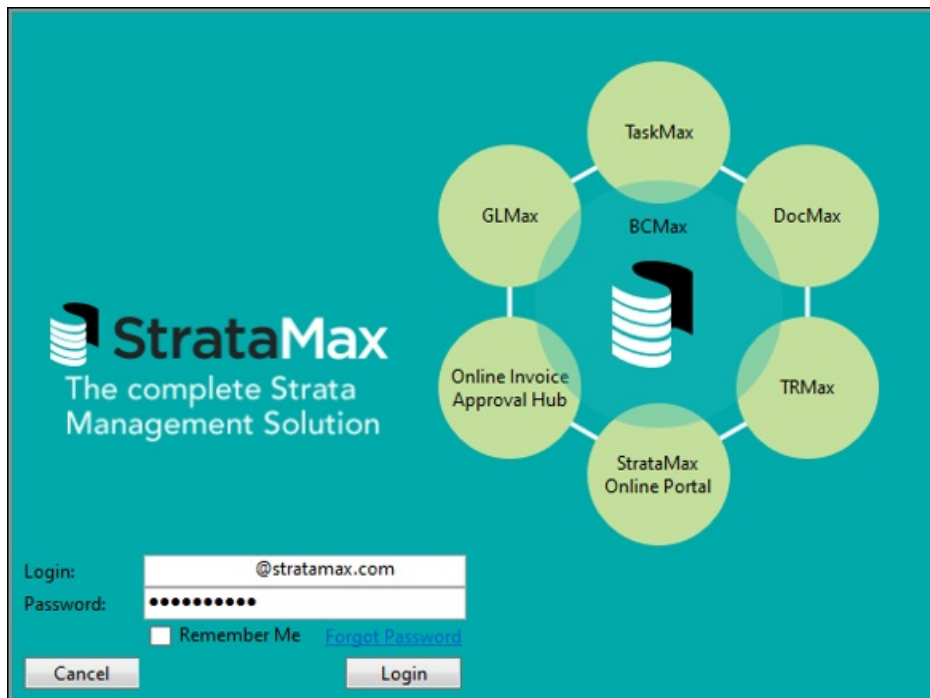 TaskMax
GLMax
BCMax
DocMax
StrataMax
The complete Strata
Management Solution
Online Invoice
Approval Hub
TRMax
StrataMax
Online Portal
Login:
@stratamax.com
Password:
••••••••••
Remember Me
Forgot Password
Cancel
Login